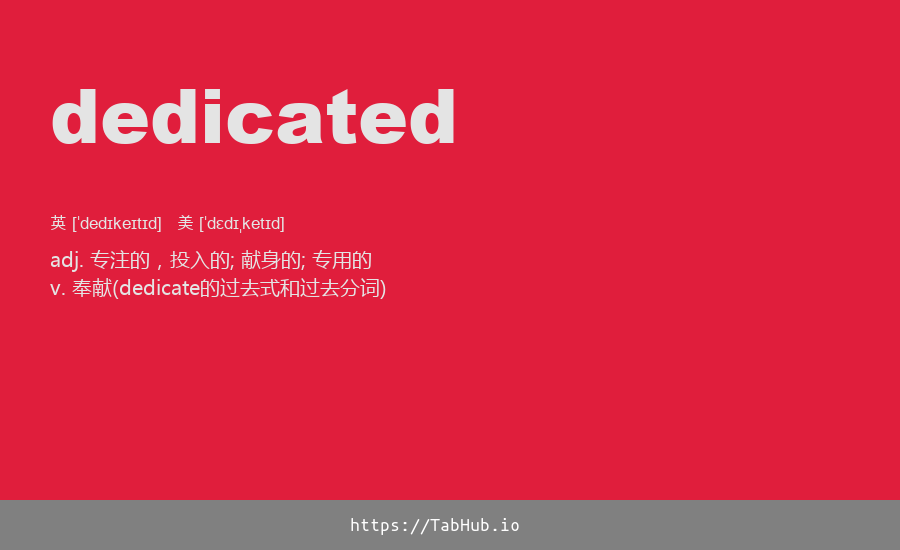 dedicated
英 ['dedɪkeɪtɪd] 美 [ˈdɛdɪˌketɪd]
adj. 专注的，投入的; 献身的; 专用的
v. 奉献(dedicate的过去式和过去分词)
https://TabHub.io